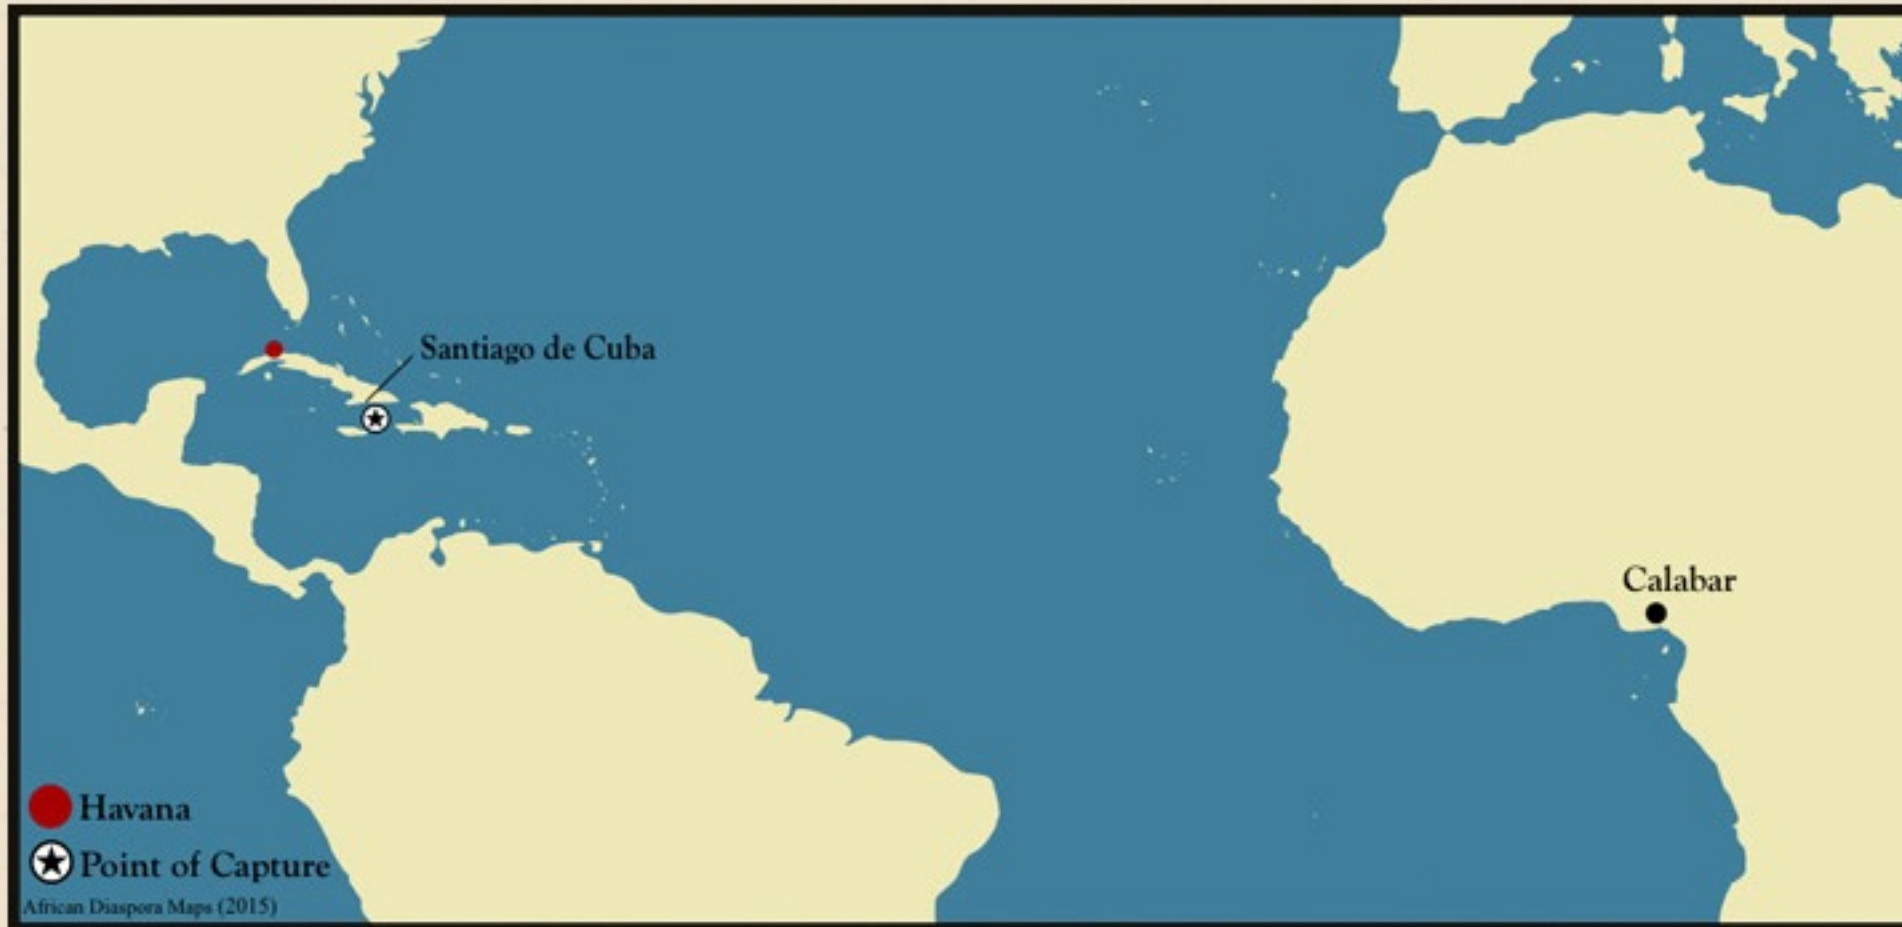 Santiago de Cuba
Calabar
Havana
Point of Capture
African Diaspora Maps (2015)